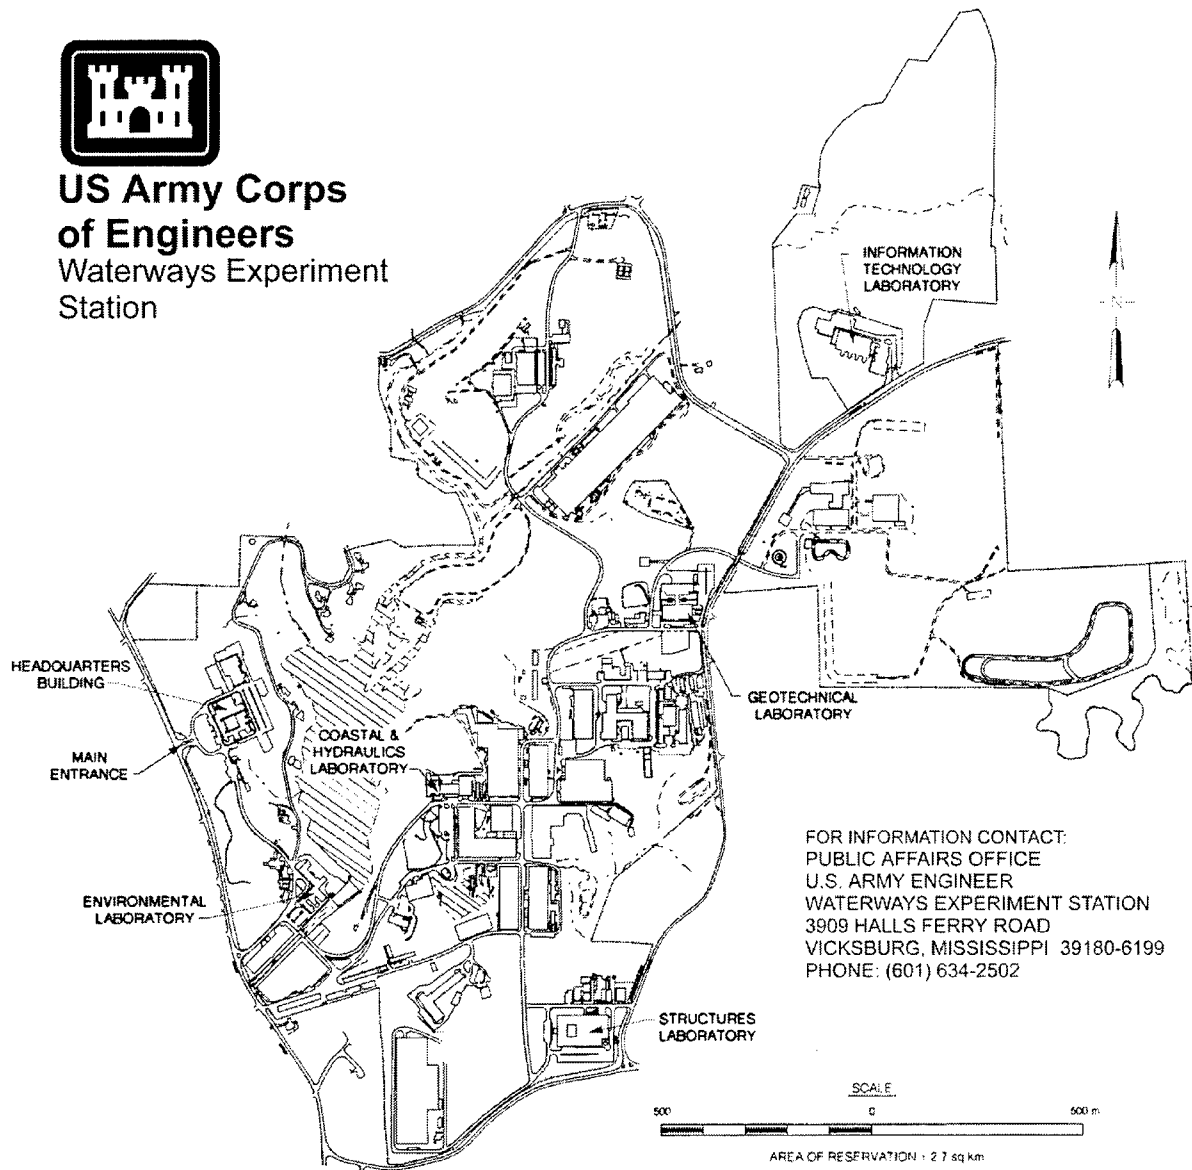 US Army Corps
of Engineers
Waterways Experiment
Station
INFORMATION
TECHNOLOGY
LABORATORY
N
HEADQUARTERS
BUILDING
MAIN
ENTRANCE
COASTAL &
HYDRAULICS
LABORATORY
GEOTECHNICAL
LABORATORY
ENVIRONMENTAL
LABORATORY
STRUCTURES
LABORATORY
FOR INFORMATION CONTACT:
PUBLIC AFFAIRS OFFICE
U.S. ARMY ENGINEER
WATERWAYS EXPERIMENT STATION
3909 HALLS FERRY ROAD
VICKSBURG, MISSISSIPPI 39180-6199
PHONE: (601) 634-2502
SCALE
500 0 500 m
AREA OF RESERVATION : 2.7 sq km